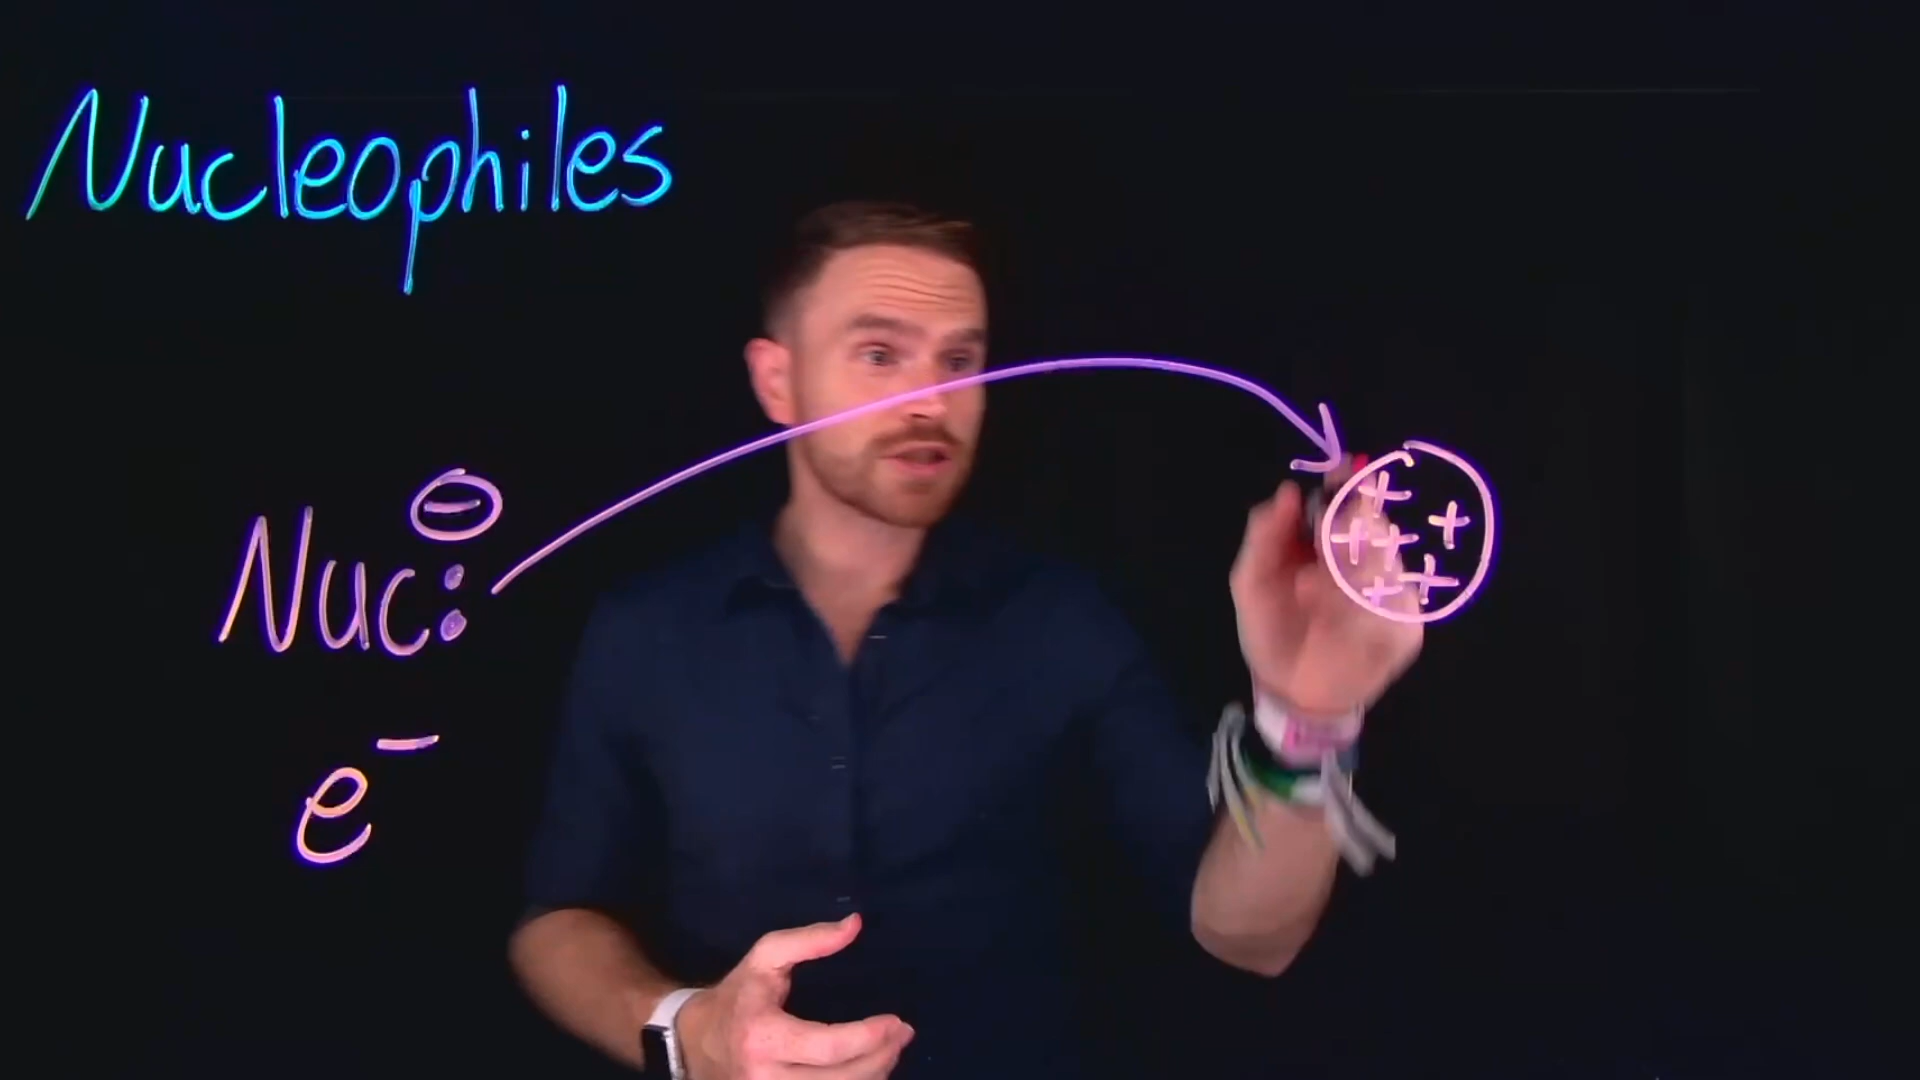 Nucleophiles
Nuc:⊖
e⁻
+ + + + + +